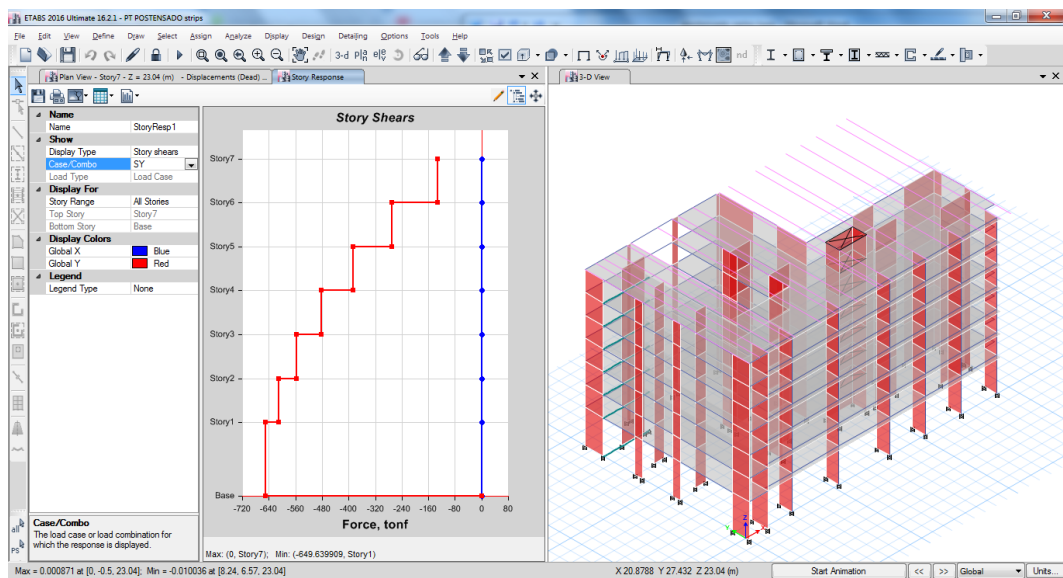 ETABS 2016 Ultimate 16.2.1 - PT POSTENSADO strips
File Edit View Define Draw Select Assign Analyze Display Design Detailing Options Tools Help
3-d nd
Plan View - Story7 - Z = 23.04 (m) - Displacements (Dead) ...
Story Response
3-D View
Name
Name StoryResp1
Show
Display Type Story shears
Case/Combo SY
Load Type Load Case
Display For
Story Range All Stories
Top Story Story7
Bottom Story Base
Display Colors
Global X Blue
Global Y Red
Legend
Legend Type None
Case/Combo
The load case or load combination for
which the response is displayed.
all
PS
Story Shears
Story7
Story6
Story5
Story4
Story3
Story2
Story1
Base
-720 -640 -560 -480 -400 -320 -240 -160 -80 0 80
Force, tonf
Max: (0, Story7); Min: (-649.639909, Story1)
Z
Y
X
Max = 0.000871 at [0, -0.5, 23.04]; Min = -0.010036 at [8.24, 6.57, 23.04]
X 20.8788 Y 27.432 Z 23.04 (m)
Start Animation
<< >>
Global
Units...